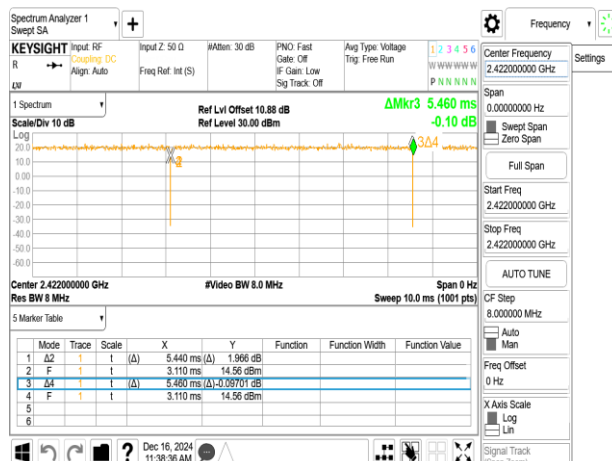 Spectrum Analyzer 1
Swept SA
Frequency
KEYSIGHT
Input: RF
Coupling: DC
Align: Auto
Input Z: 50 Ω
Freq Ref: Int (S)
#Atten: 30 dB
PNO: Fast
Gate: Off
IF Gain: Low
Sig Track: Off
Avg Type: Voltage
Trig: Free Run
1 2 3 4 5 6
W W W W W W
P N N N N N
R
LXI
1 Spectrum
Scale/Div 10 dB
Ref Lvl Offset 10.88 dB
Ref Level 30.00 dBm
ΔMkr3 5.460 ms
-0.10 dB
Log
20.0
10.0
0.00
-10.0
-20.0
-30.0
-40.0
-50.0
-60.0
3Δ4
Center 2.422000000 GHz
Res BW 8 MHz
#Video BW 8.0 MHz
Span 0 Hz
Sweep 10.0 ms (1001 pts)
5 Marker Table
Mode Trace Scale X Y Function Function Width Function Value
1 Δ2 1 t (Δ) 5.440 ms (Δ) 1.966 dB
2 F 1 t 3.110 ms 14.56 dBm
3 Δ4 1 t (Δ) 5.460 ms (Δ) -0.09701 dB
4 F 1 t 3.110 ms 14.56 dBm
5
6
?
Dec 16, 2024
11:38:36 AM
Center Frequency
2.422000000 GHz
Settings
Span
0.00000000 Hz
Swept Span
Zero Span
Full Span
Start Freq
2.422000000 GHz
Stop Freq
2.422000000 GHz
AUTO TUNE
CF Step
8.000000 MHz
Auto
Man
Freq Offset
0 Hz
X Axis Scale
Log
Lin
Signal Track